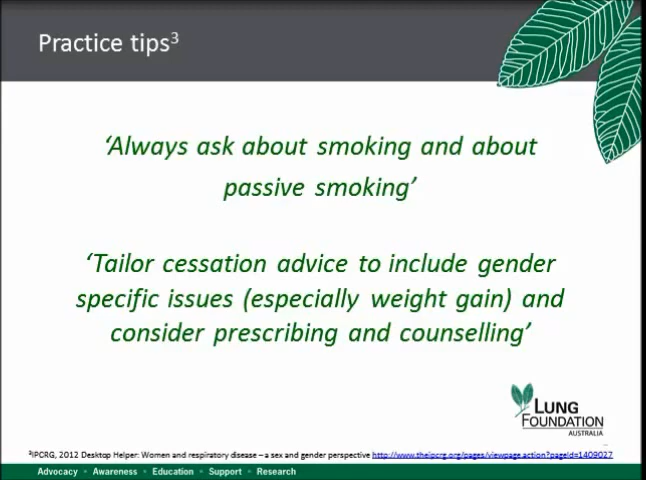 Practice tips³
‘Always ask about smoking and about
passive smoking’
‘Tailor cessation advice to include gender
specific issues (especially weight gain) and
consider prescribing and counselling’
LUNG
FOUNDATION
AUSTRALIA
³IPCRG, 2012 Desktop Helper: Women and respiratory disease – a sex and gender perspective http://www.theipcrg.org/pages/viewpage.action?pageId=1409027
Advocacy • Awareness • Education • Support • Research